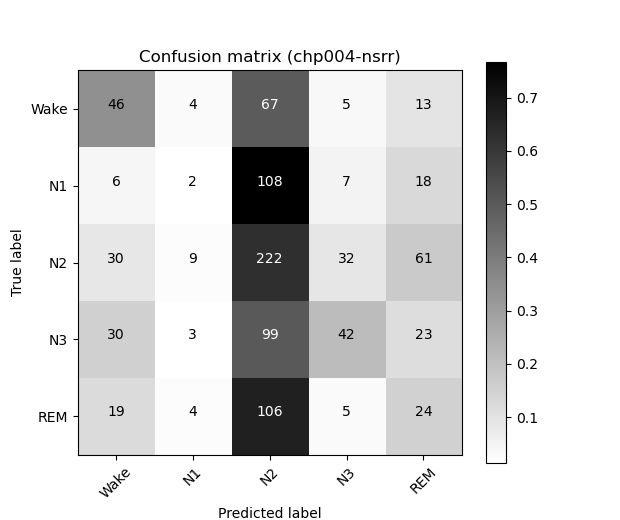 Confusion matrix (chp004-nsrr)
Wake 46 4 67 5 13
N1 6 2 108 7 18
N2 30 9 222 32 61
N3 30 3 99 42 23
REM 19 4 106 5 24
Wake N1 N2 N3 REM
True label
Predicted label
0.7
0.6
0.5
0.4
0.3
0.2
0.1